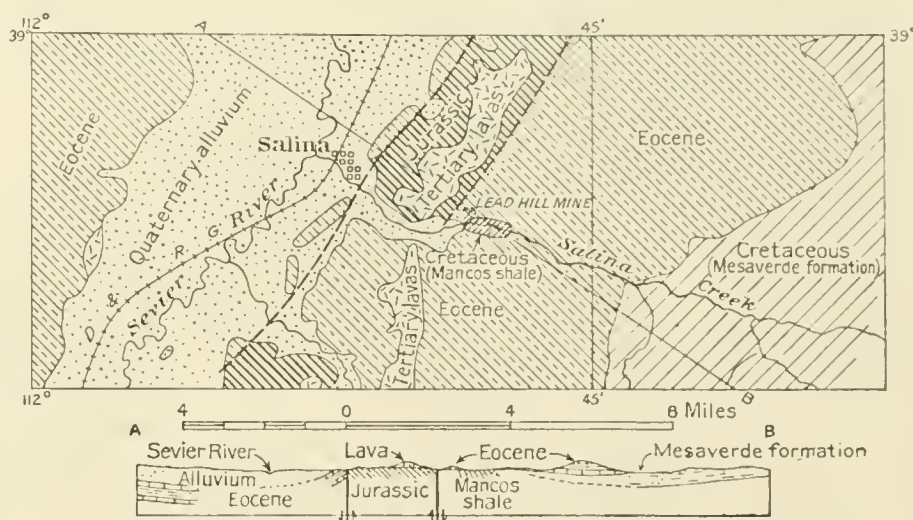 112°
A
45'
39°
39°
Eocene
Quaternary alluvium
Salina
Jurassic
Tertiary lavas
Eocene
LEAD HILL MINE
D. & R. G.
Sevier River
Cretaceous
(Mancos shale)
Salina
Creek
Cretaceous
(Mesaverde formation)
Tertiary lavas
Eocene
B
112°
45'
4 0 4 8 Miles
A B
Sevier River Lava Eocene Mesaverde formation
Alluvium
Eocene Jurassic Mancos
shale